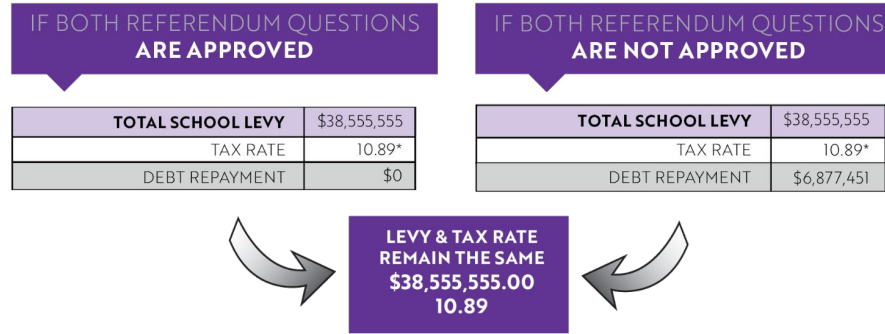 IF BOTH REFERENDUM QUESTIONS
ARE APPROVED
TOTAL SCHOOL LEVY $38,555,555
TAX RATE 10.89*
DEBT REPAYMENT $0
IF BOTH REFERENDUM QUESTIONS
ARE NOT APPROVED
TOTAL SCHOOL LEVY $38,555,555
TAX RATE 10.89*
DEBT REPAYMENT $6,877,451
LEVY & TAX RATE
REMAIN THE SAME
$38,555,555.00
10.89